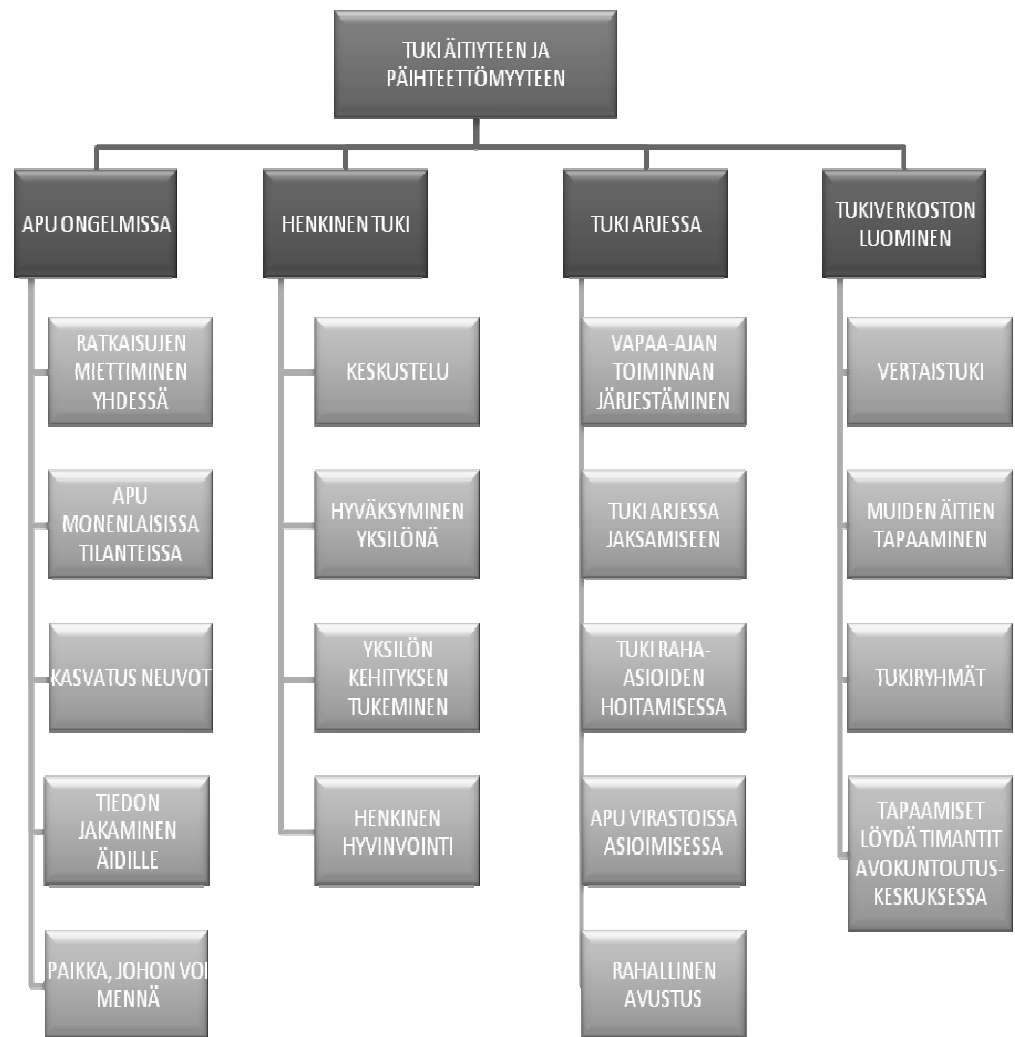 TUKI ÄITIYTEEN JA
PÄIHTEETTÖMYYTEEN
APU ONGELMISSA
RATKAISUJEN
MIETTIMINEN
YHDESSÄ
APU
MONENLAISISSA
TILANTEISSA
KASVATUS NEUVOT
TIEDON
JAKAMINEN
ÄIDILLE
PAIKKA, JOHON VOI
MENNÄ
HENKINEN TUKI
KESKUSTELU
HYVÄKSYMINEN
YKSILÖNÄ
YKSILÖN
KEHITYKSEN
TUKEMINEN
HENKINEN
HYVINVOINTI
TUKI ARJESSA
VAPAA-AJAN
TOIMINNAN
JÄRJESTÄMINEN
TUKI ARJESSA
JAKSAMISEEN
TUKI RAHA-
ASIOIDEN
HOITAMISESSA
APU VIRASTOISSA
ASIOIMISESSA
RAHALLINEN
AVUSTUS
TUKIVERKOSTON
LUOMINEN
VERTAISTUKI
MUIDEN ÄITIEN
TAPAAMINEN
TUKIRYHMÄT
TAPAAMISET
LÖYDÄ TIMANTIT
AVOKUNTOUTUS-
KESKUKSESSA